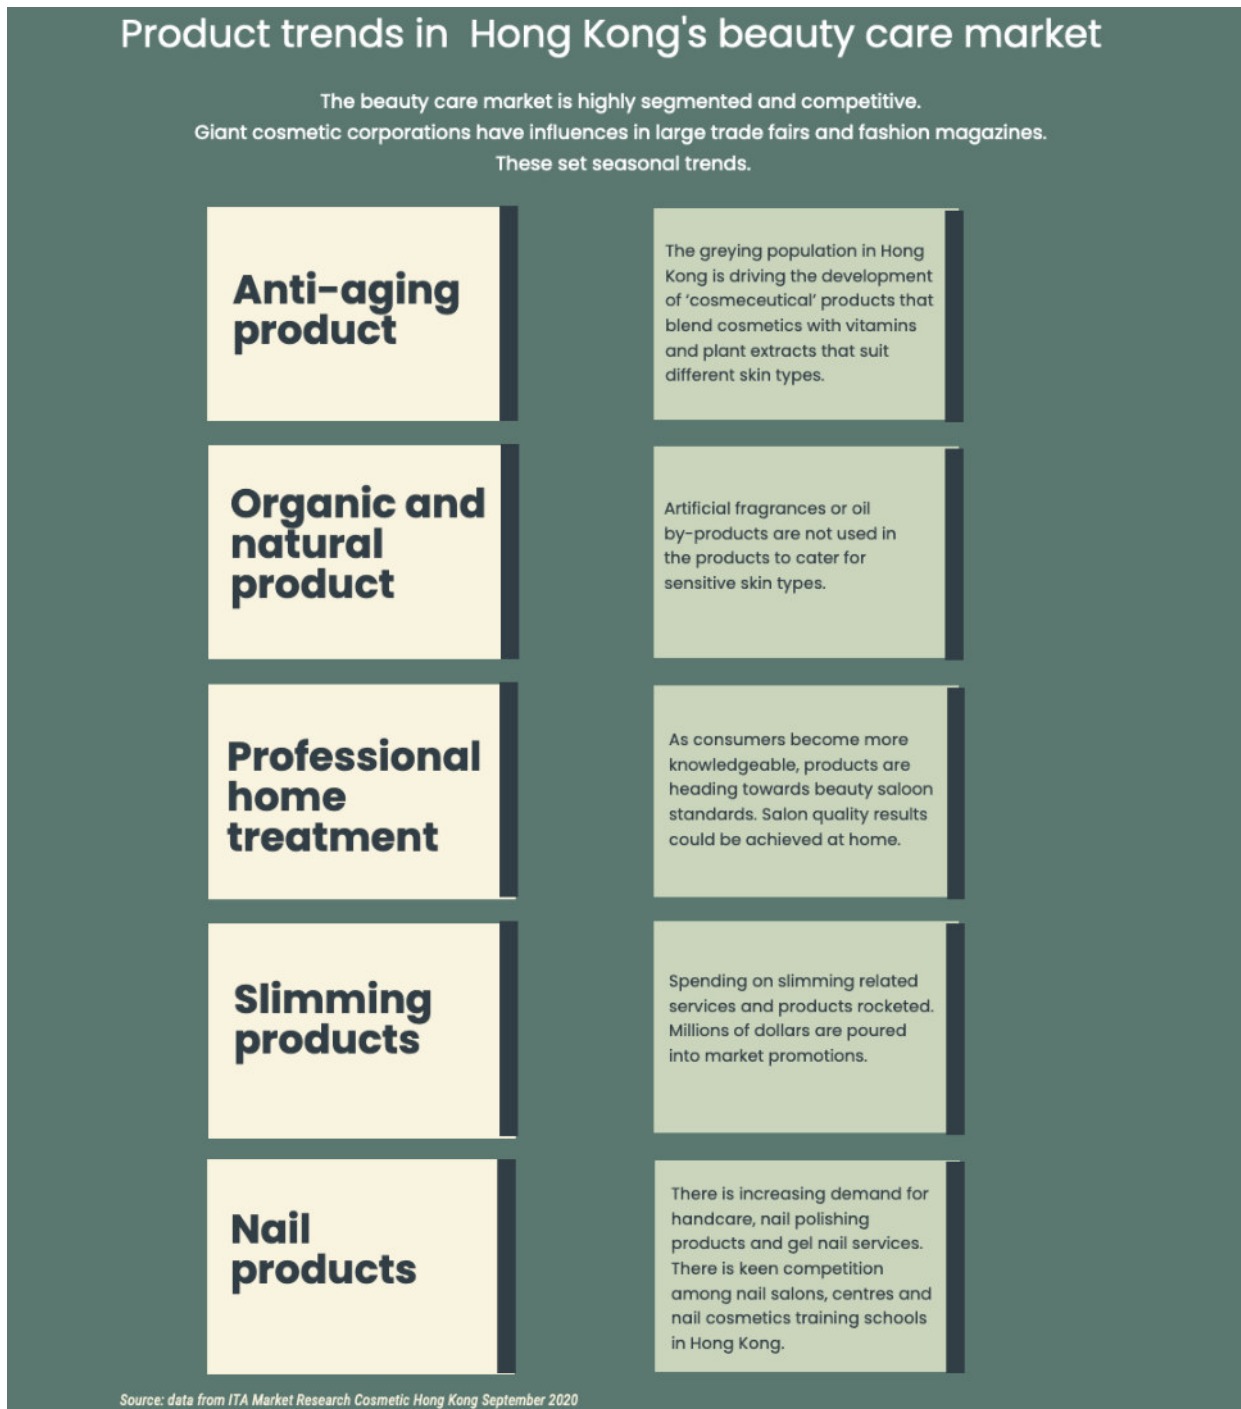 Product trends in  Hong Kong's beauty care market
The beauty care market is highly segmented and competitive.
Giant cosmetic corporations have influences in large trade fairs and fashion magazines.
These set seasonal trends.
Anti-aging
product
The greying population in Hong
Kong is driving the development
of ‘cosmeceutical’ products that
blend cosmetics with vitamins
and plant extracts that suit
different skin types.
Organic and
natural
product
Artificial fragrances or oil
by-products are not used in
the products to cater for
sensitive skin types.
Professional
home
treatment
As consumers become more
knowledgeable, products are
heading towards beauty saloon
standards. Salon quality results
could be achieved at home.
Slimming
products
Spending on slimming related
services and products rocketed.
Millions of dollars are poured
into market promotions.
Nail
products
There is increasing demand for
handcare, nail polishing
products and gel nail services.
There is keen competition
among nail salons, centres and
nail cosmetics training schools
in Hong Kong.
Source: data from ITA Market Research Cosmetic Hong Kong September 2020